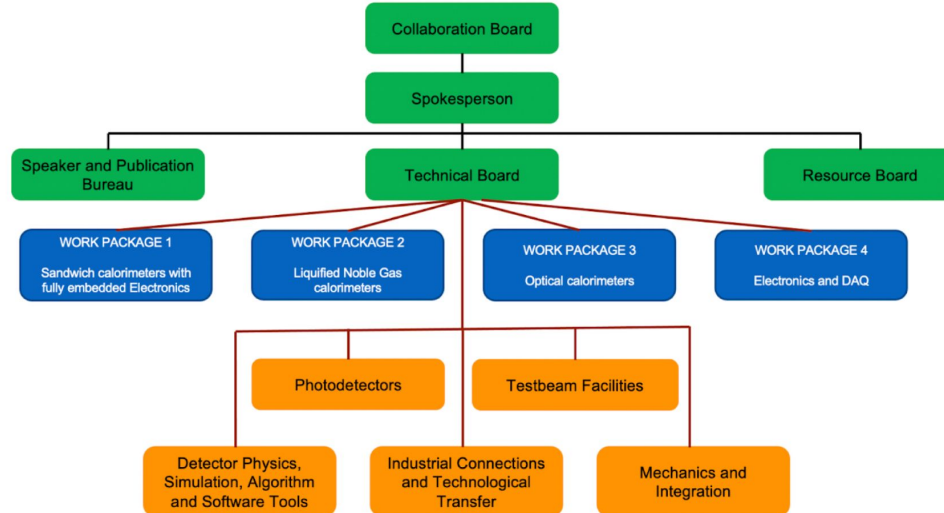 Collaboration Board
Spokesperson
Speaker and Publication
Bureau
Technical Board
Resource Board
WORK PACKAGE 1
Sandwich calorimeters with
fully embedded Electronics
WORK PACKAGE 2
Liquified Noble Gas
calorimeters
WORK PACKAGE 3
Optical calorimeters
WORK PACKAGE 4
Electronics and DAQ
Photodetectors
Testbeam Facilities
Detector Physics,
Simulation, Algorithm
and Software Tools
Industrial Connections
and Technological
Transfer
Mechanics and
Integration